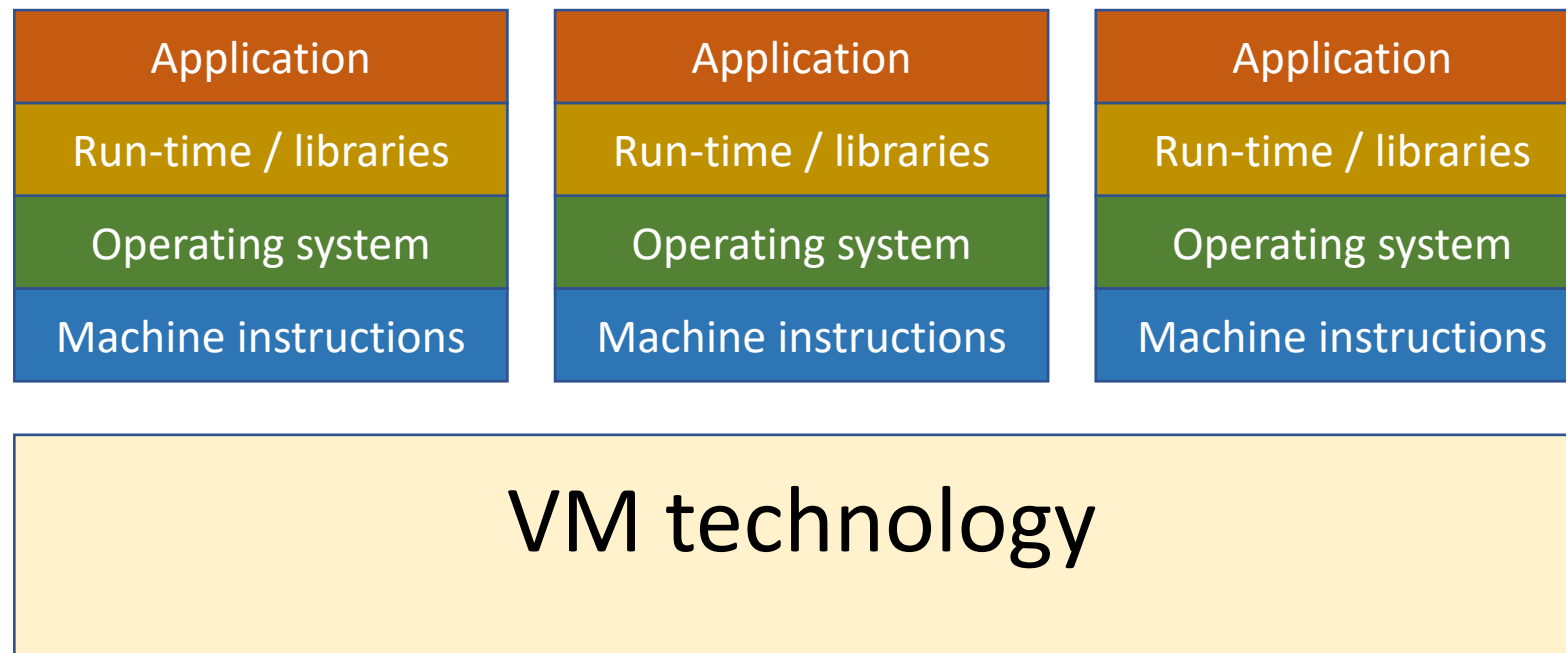 Application
Run-time / libraries
Operating system
Machine instructions
Application
Run-time / libraries
Operating system
Machine instructions
Application
Run-time / libraries
Operating system
Machine instructions
VM technology